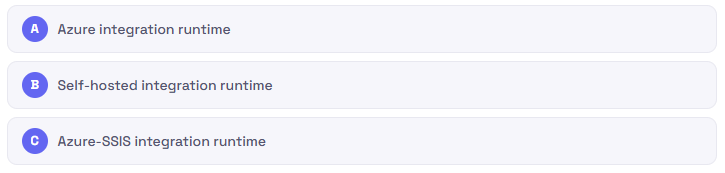 A Azure integration runtime
B Self-hosted integration runtime
C Azure-SSIS integration runtime